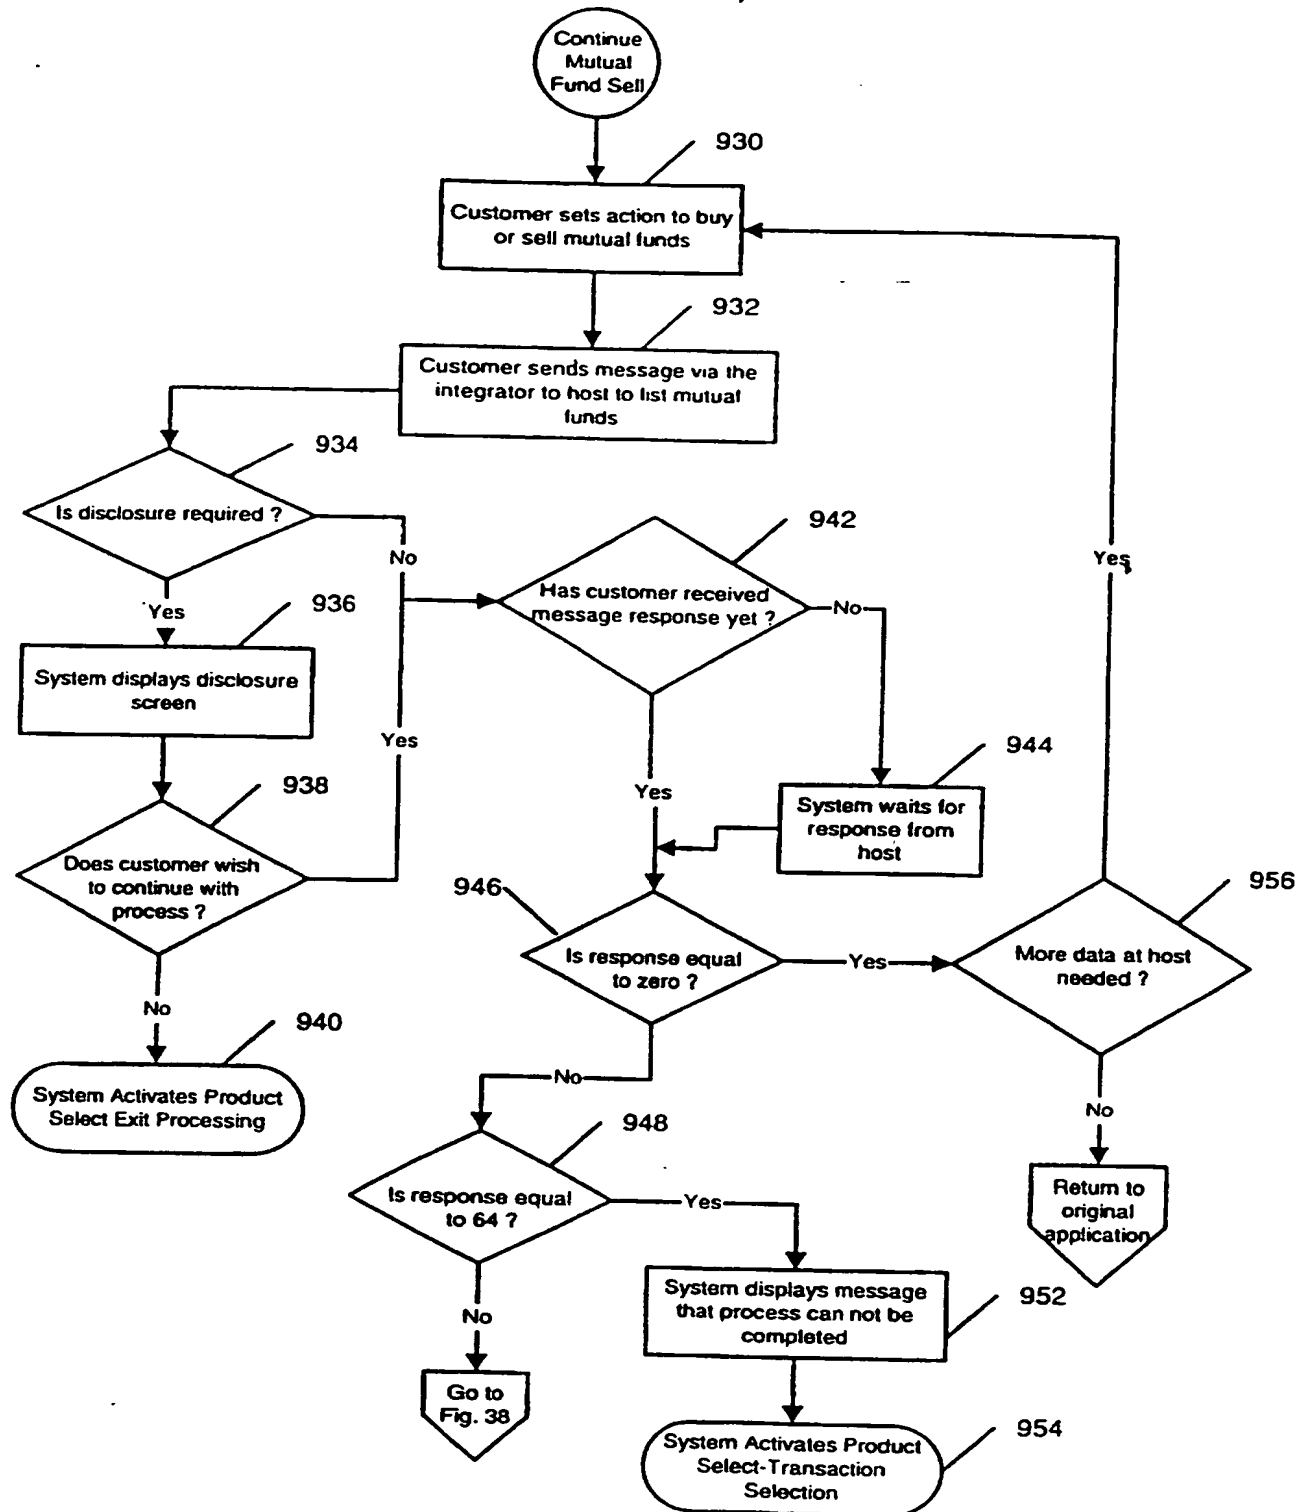 Continue
Mutual
Fund Sell
930
Customer sets action to buy
or sell mutual funds
932
Customer sends message via the
integrator to host to list mutual
funds
934
Is disclosure required ?
No
Yes
936
System displays disclosure
screen
Yes
938
Does customer wish
to continue with
process ?
No
940
System Activates Product
Select Exit Processing
942
Has customer received
message response yet ?
No
Yes
944
System waits for
response from
host
946
Is response equal
to zero ?
Yes
No
956
More data at host
needed ?
Yes
No
Return to
original
application
948
Is response equal
to 64 ?
Yes
No
Go to
Fig. 38
952
System displays message
that process can not be
completed
954
System Activates Product
Select-Transaction
Selection